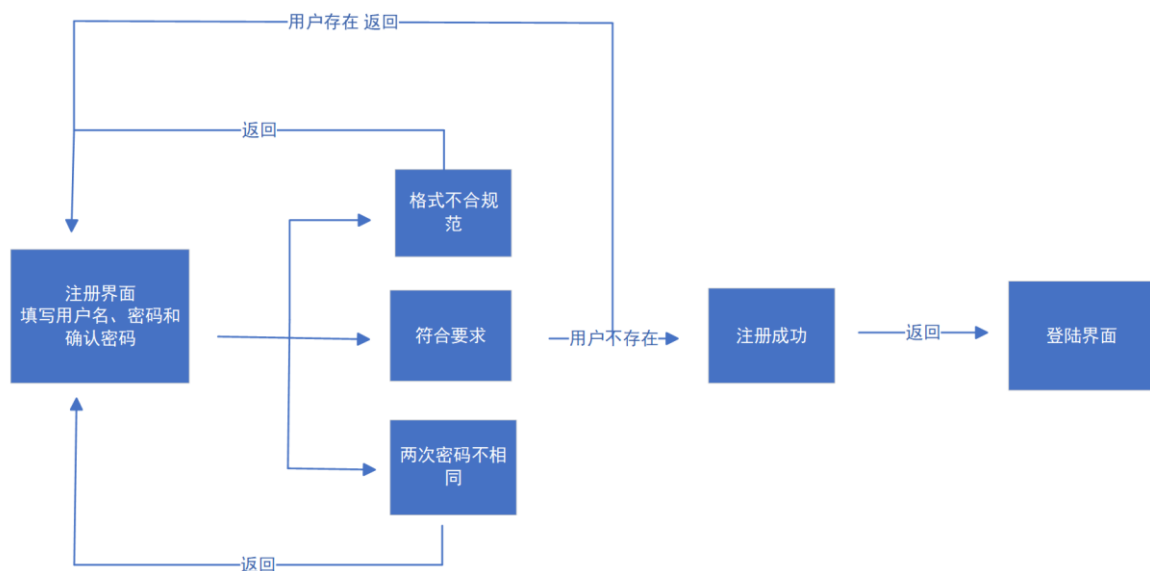 用户存在 返回
返回
格式不合规
范
注册界面
填写用户名、密码和
确认密码
符合要求
用户不存在
注册成功
返回
登陆界面
两次密码不相
同
返回